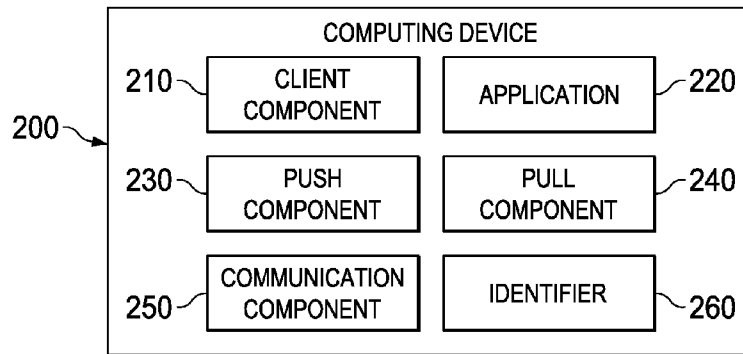 COMPUTING DEVICE
210
CLIENT
COMPONENT
APPLICATION
220
200
230
PUSH
COMPONENT
PULL
COMPONENT
240
250
COMMUNICATION
COMPONENT
IDENTIFIER
260